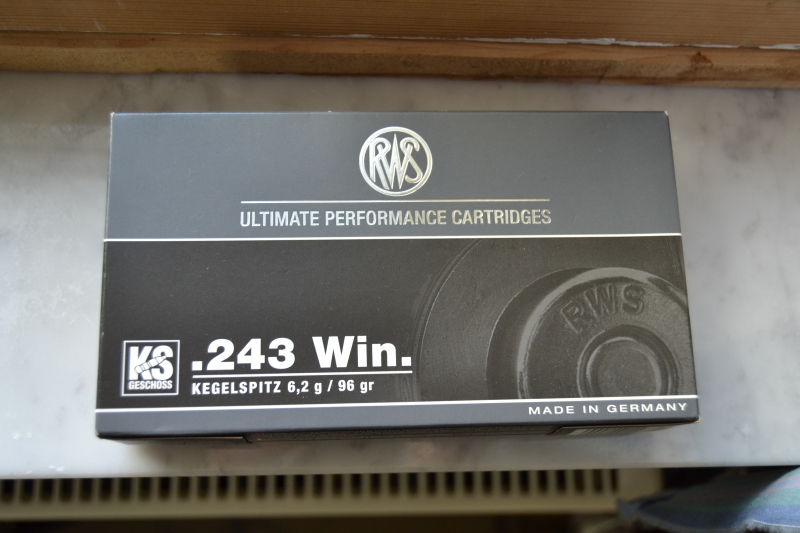 RWS
ULTIMATE PERFORMANCE CARTRIDGES
RWS
KS
GESCHOSS
.243 Win.
KEGELSPITZ 6,2 g / 96 gr
MADE IN GERMANY